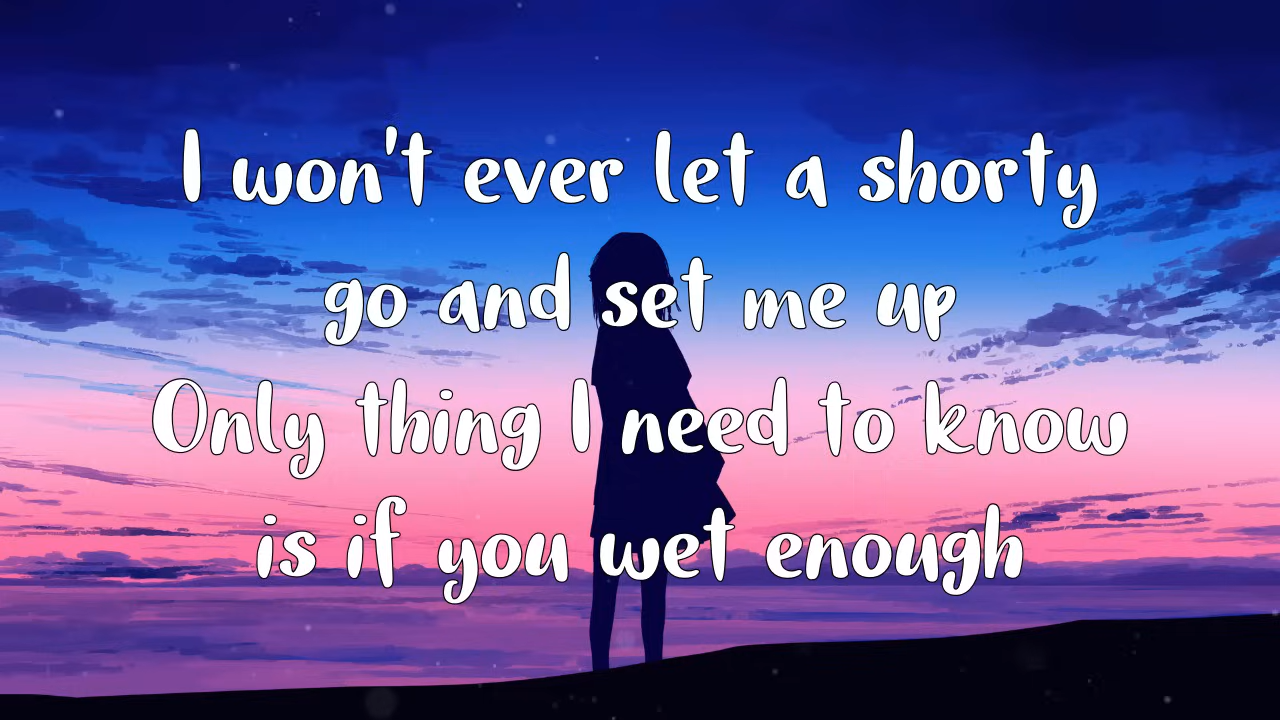 I won't ever let a shorty
go and set me up
Only thing I need to know
is if you wet enough